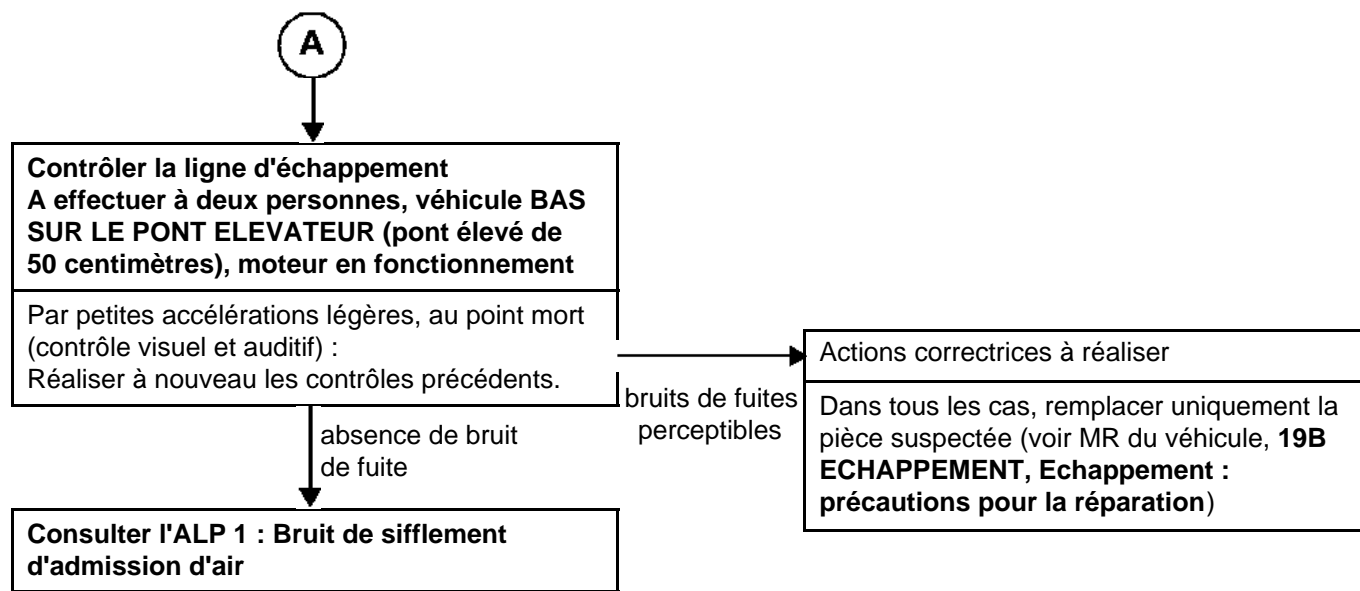 A
Contrôler la ligne d'échappement
A effectuer à deux personnes, véhicule BAS
SUR LE PONT ELEVATEUR (pont élevé de
50 centimètres), moteur en fonctionnement
Par petites accélérations légères, au point mort
(contrôle visuel et auditif) :
Réaliser à nouveau les contrôles précédents.
bruits de fuites
perceptibles
Actions correctrices à réaliser
Dans tous les cas, remplacer uniquement la
pièce suspectée (voir MR du véhicule, 19B
ECHAPPEMENT, Echappement :
précautions pour la réparation)
absence de bruit
de fuite
Consulter l'ALP 1 : Bruit de sifflement
d'admission d'air